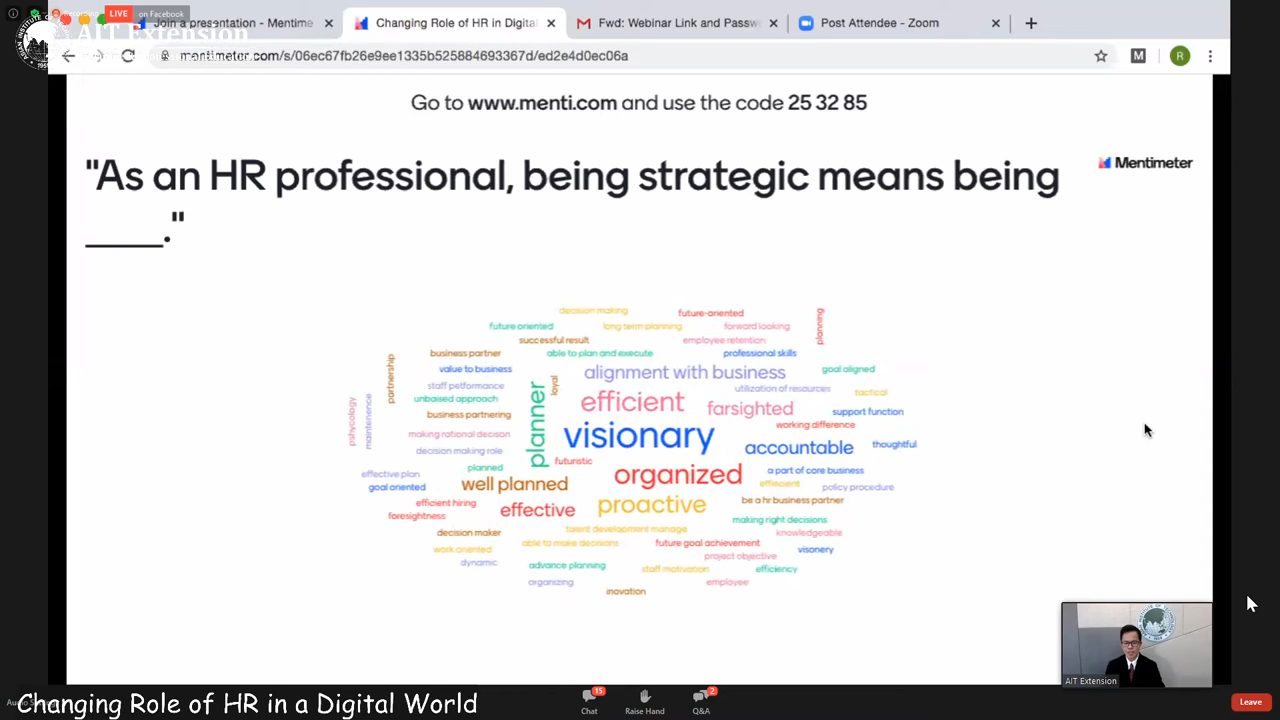 LIVE on Facebook
Join a presentation - Mentime
Changing Role of HR in Digital
Fwd: Webinar Link and Passw
Post Attendee - Zoom
AIT Extension
mentimeter.com/s/06ec67fb26e9ee1335b525884693367d/ed2e4d0ec06a
M
R
Go to www.menti.com and use the code 25 32 85
"As an HR professional, being strategic means being
____."
Mentimeter
decision making
future-oriented
planning
future oriented
long term planning
forward looking
successful result
employee retention
business partner
able to plan and execute
professional skills
partnership
value to business
alignment with business
goal aligned
staff petformance
loyal
utilization of resources
tactical
unbaised approach
planner
efficient
farsighted
support function
pshycology
maintenience
business partnering
working difference
making rational decison
visionary
accountable
thoughtful
decision making role
futuristic
planned
organized
a part of core business
effective plan
goal oriented
well planned
effiecient
policy procedure
efficient hiring
effective
proactive
be a hr business partner
foresightness
making right decisions
decision maker
talent development manage
knowledgeable
work oriented
able to make decisions
future goal achievement
visonery
dynamic
advance planning
project objective
staff motivation
efficiency
organizing
employee
inovation
AIT Extension
Changing Role of HR in a Digital World
15
Chat
Raise Hand
2
Q&A
Leave